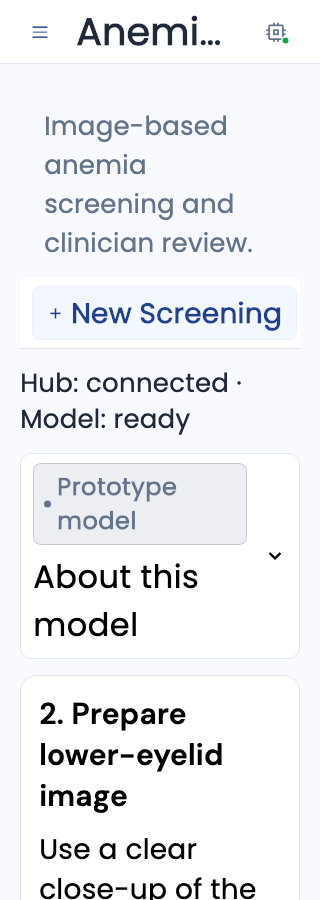 Anemi...
Image-based
anemia
screening and
clinician review.
+ New Screening
Hub: connected ·
Model: ready
Prototype
model
About this
model
2. Prepare
lower-eyelid
image
Use a clear
close-up of the